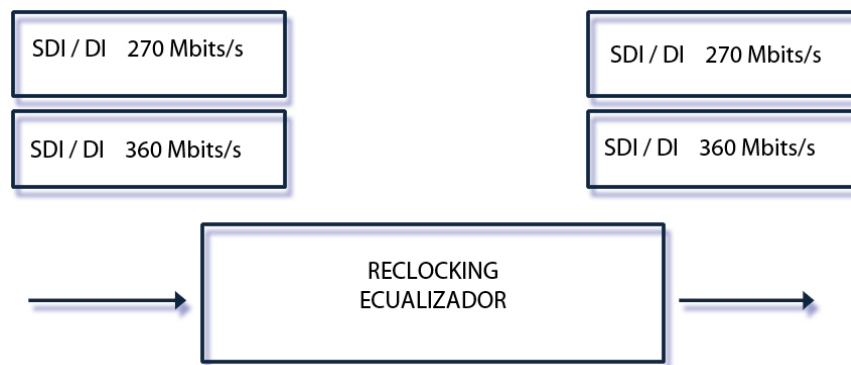 SDI / DI 270 Mbits/s
SDI / DI 270 Mbits/s
SDI / DI 360 Mbits/s
SDI / DI 360 Mbits/s
RECLOCKING
ECUALIZADOR